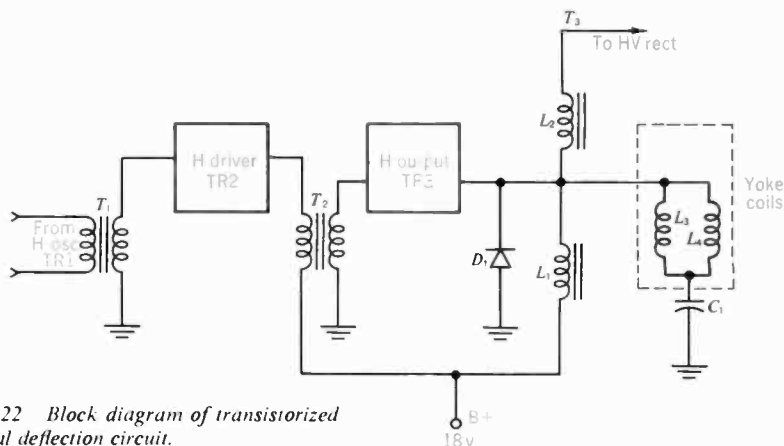 T₃
To HV rect
L₂
H driver
TR2
H output
TR3
Yoke
coils
T₁
T₂
L₃
L₄
From
H osc
TR1
D₁
L₁
C₁
22 Block diagram of transistorized
al deflection circuit.
B+
18 v